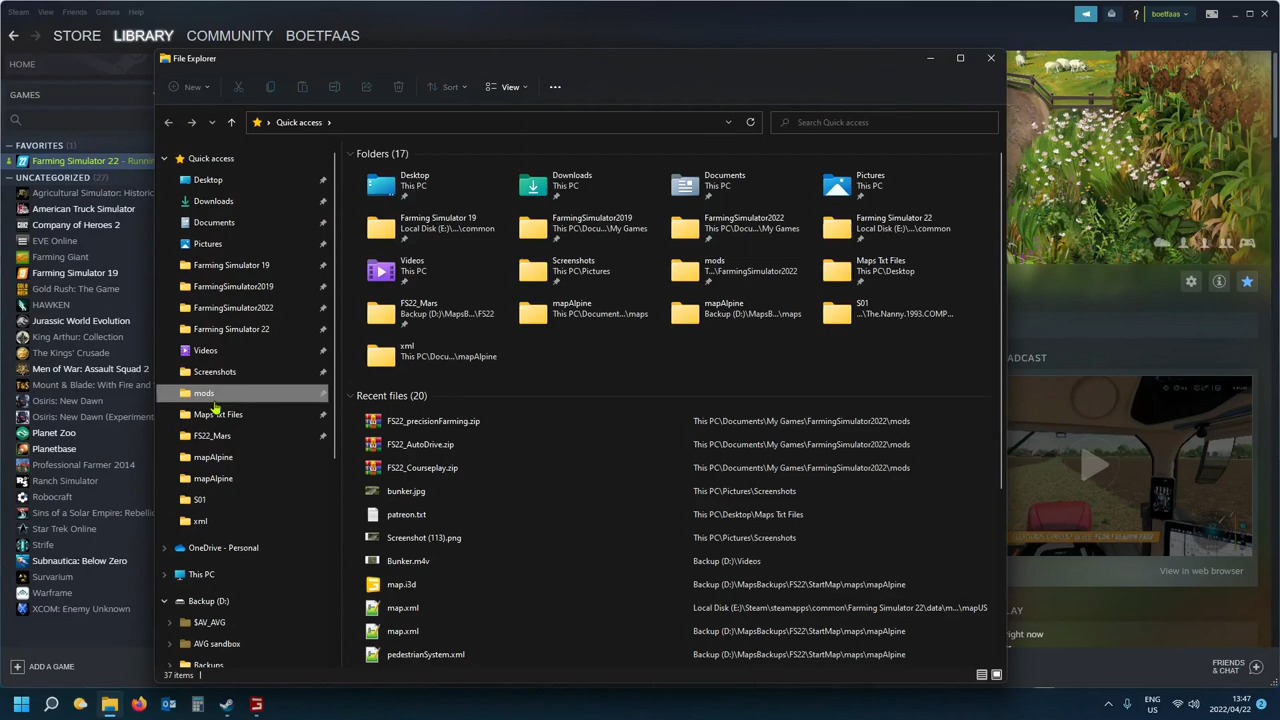 Steam View Friends Games Help
boetfaas
STORE LIBRARY COMMUNITY BOETFAAS
HOME
GAMES
FAVORITES (1)
Farming Simulator 22 – Runnin
UNCATEGORIZED (27)
Agricultural Simulator: Historic
American Truck Simulator
Company of Heroes 2
EVE Online
Farming Giant
Farming Simulator 19
Gold Rush: The Game
HAWKEN
Jurassic World Evolution
King Arthur: Collection
The Kings' Crusade
Men of War: Assault Squad 2
Mount & Blade: With Fire and
Osiris: New Dawn
Osiris: New Dawn (Experiment
Planet Zoo
Planetbase
Professional Farmer 2014
Ranch Simulator
Robocraft
Sins of a Solar Empire: Rebellio
Star Trek Online
Strife
Subnautica: Below Zero
Survarium
Warframe
XCOM: Enemy Unknown
ADD A GAME
File Explorer
New Sort View
Quick access
Search Quick access
Quick access
Desktop
Downloads
Documents
Pictures
Farming Simulator 19
FarmingSimulator2019
FarmingSimulator2022
Farming Simulator 22
Videos
Screenshots
mods
Maps Txt Files
FS22_Mars
mapAlpine
mapAlpine
S01
xml
OneDrive - Personal
This PC
Backup (D:)
$AV_AVG
AVG sandbox
Backups
Folders (17)
Desktop
This PC
Downloads
This PC
Documents
This PC
Pictures
This PC
Farming Simulator 19
Local Disk (E:)\...\common
FarmingSimulator2019
This PC\Docu...\My Games
FarmingSimulator2022
This PC\Docu...\My Games
Farming Simulator 22
Local Disk (E:)\...\common
Videos
This PC
Screenshots
This PC\Pictures
mods
T...\FarmingSimulator2022
Maps Txt Files
This PC\Desktop
FS22_Mars
Backup (D:)\MapsB...\FS22
mapAlpine
This PC\Document...\maps
mapAlpine
Backup (D:)\MapsB...\maps
S01
...\The.Nanny.1993.COMP...
xml
This PC\Docu...\mapAlpine
Recent files (20)
FS22_precisionFarming.zip This PC\Documents\My Games\FarmingSimulator2022\mods
FS22_AutoDrive.zip This PC\Documents\My Games\FarmingSimulator2022\mods
FS22_Courseplay.zip This PC\Documents\My Games\FarmingSimulator2022\mods
bunker.jpg This PC\Pictures\Screenshots
patreon.txt This PC\Desktop\Maps Txt Files
Screenshot (113).png This PC\Pictures\Screenshots
Bunker.m4v Backup (D:)\Videos
map.i3d Backup (D:)\MapsBackups\FS22\StartMap\maps\mapAlpine
map.xml Local Disk (E:)\Steam\steamapps\common\Farming Simulator 22\data\m...\mapUS
map.xml Backup (D:)\MapsBackups\FS22\StartMap\maps\mapAlpine
pedestrianSystem.xml Backup (D:)\MapsBackups\FS22\StartMap\maps\mapAlpine
37 items
ADCAST
View in web browser
LAY
right now
FRIENDS
& CHAT
ENG
US
13:47
2022/04/22
2